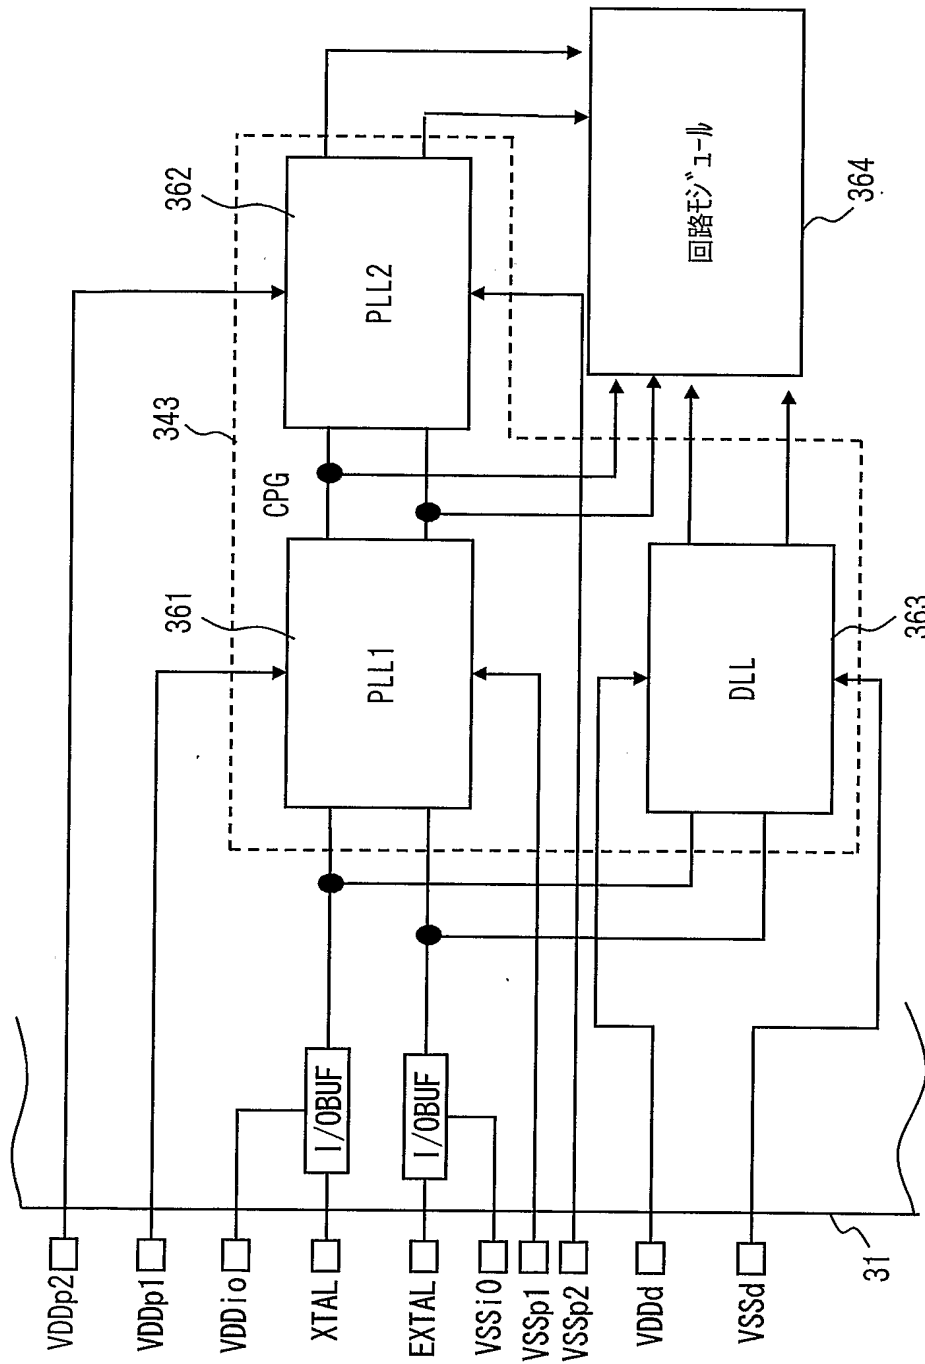 VDDp2
VDDp1
VDDio
XTAL
EXTAL
VSSiO
VSSp1
VSSp2
VDDd
VSSd
31
I/OBUF
I/OBUF
343
CPG
361
PLL1
362
PLL2
363
DLL
364
回路モジュール